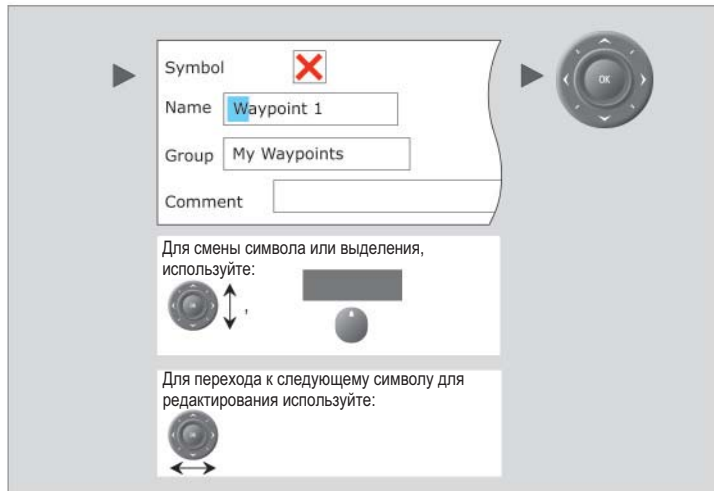 Symbol
Name Waypoint 1
Group My Waypoints
Comment
OK
Для смены символа или выделения,
используйте:
,
Для перехода к следующему символу для
редактирования используйте: